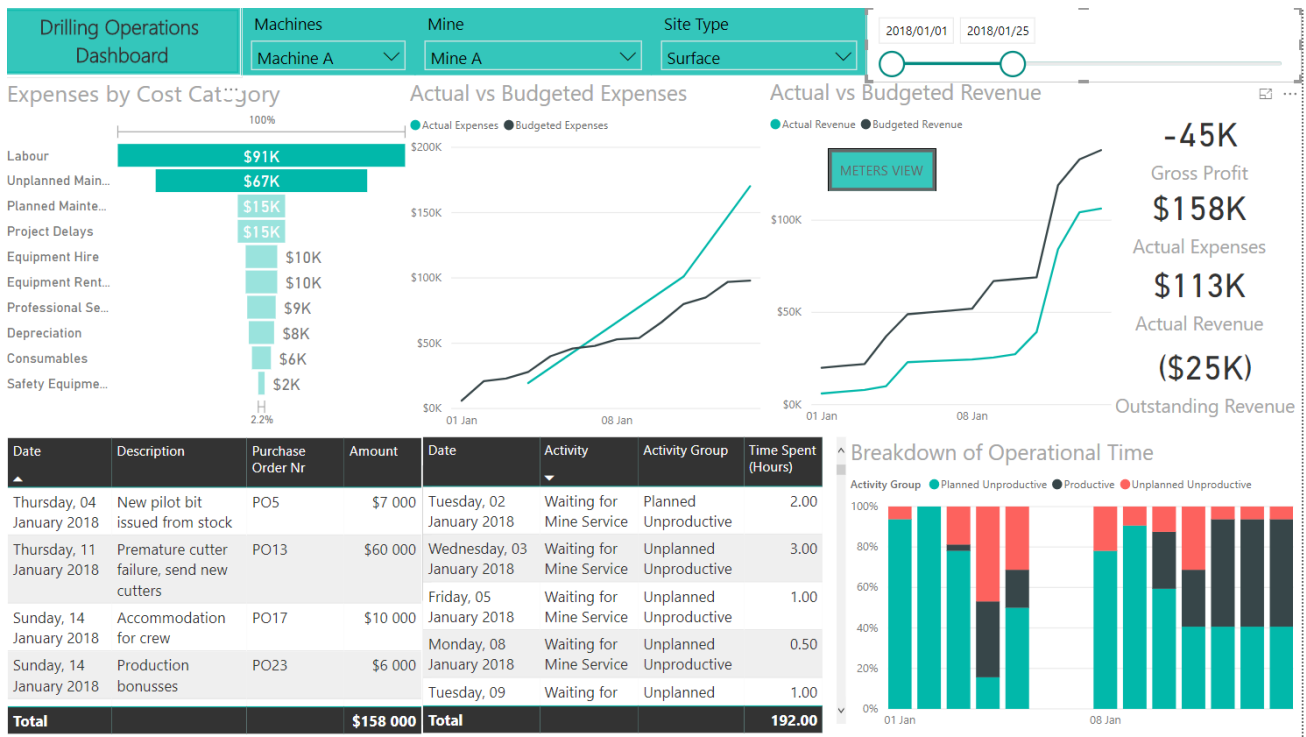 Drilling Operations
Dashboard
Machines
Machine A
Mine
Mine A
Site Type
Surface
2018/01/01
2018/01/25
Expenses by Cost Category
100%
Labour
$91K
Unplanned Main...
$67K
Planned Mainte...
$15K
Project Delays
$15K
Equipment Hire
$10K
Equipment Rent...
$10K
Professional Se...
$9K
Depreciation
$8K
Consumables
$6K
Safety Equipme...
$2K
2.2%
Actual vs Budgeted Expenses
Actual Expenses
Budgeted Expenses
$200K
$150K
$100K
$50K
$0K
01 Jan
08 Jan
Actual vs Budgeted Revenue
Actual Revenue
Budgeted Revenue
METERS VIEW
$100K
$50K
$0K
01 Jan
08 Jan
-45K
Gross Profit
$158K
Actual Expenses
$113K
Actual Revenue
($25K)
Outstanding Revenue
Date Description Purchase Order Nr Amount
Thursday, 04 January 2018 New pilot bit issued from stock PO5 $7 000
Thursday, 11 January 2018 Premature cutter failure, send new cutters PO13 $60 000
Sunday, 14 January 2018 Accommodation for crew PO17 $10 000
Sunday, 14 January 2018 Production bonusses PO23 $6 000
Total $158 000
Date Activity Activity Group Time Spent (Hours)
Tuesday, 02 January 2018 Waiting for Mine Service Planned Unproductive 2.00
Wednesday, 03 January 2018 Waiting for Mine Service Unplanned Unproductive 3.00
Friday, 05 January 2018 Waiting for Mine Service Unplanned Unproductive 1.00
Monday, 08 January 2018 Waiting for Mine Service Unplanned Unproductive 0.50
Tuesday, 09 Waiting for Unplanned 1.00
Total 192.00
Breakdown of Operational Time
Activity Group Planned Unproductive Productive Unplanned Unproductive
100%
80%
60%
40%
20%
0%
01 Jan
08 Jan